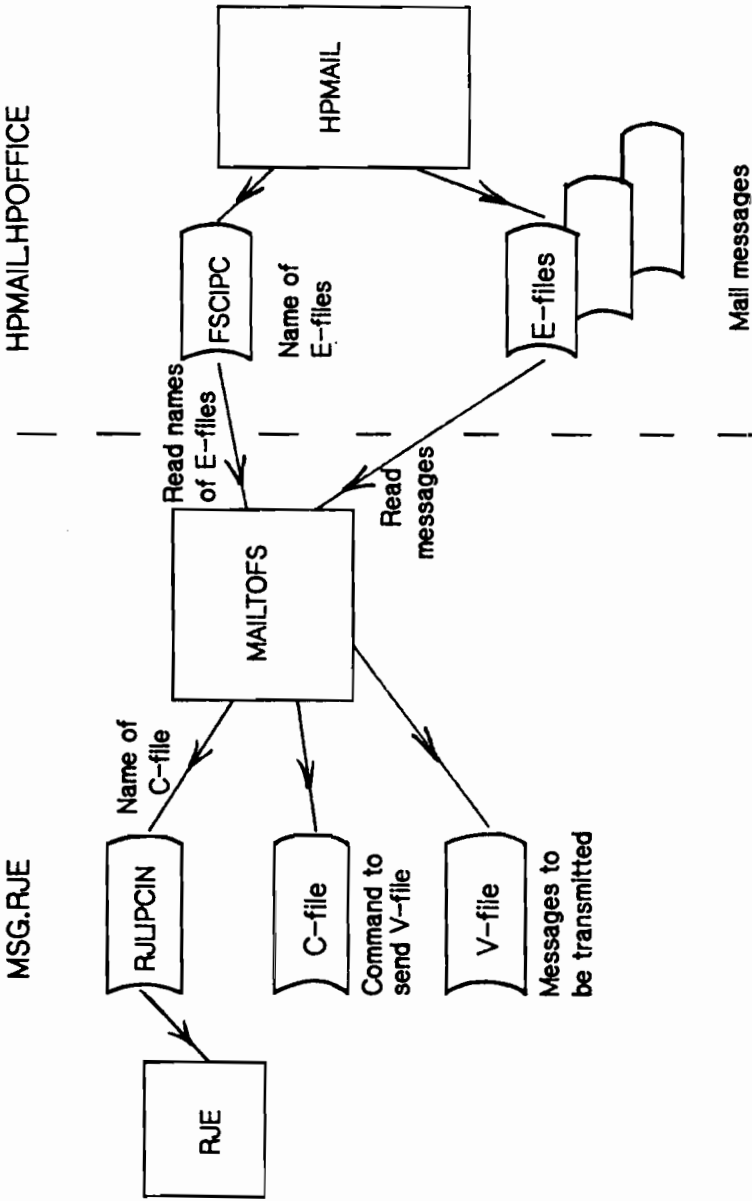 MSG.RJE
HPMAIL.HPOFFICE
RJE
RJLIPCIN
Name of
C-file
C-file
Command to
send V-file
V-file
Messages to
be transmitted
MAILTOFS
Read names
of E-files
Read
messages
FSCIPC
Name of
E-files
E-files
HPMAIL
Mail messages